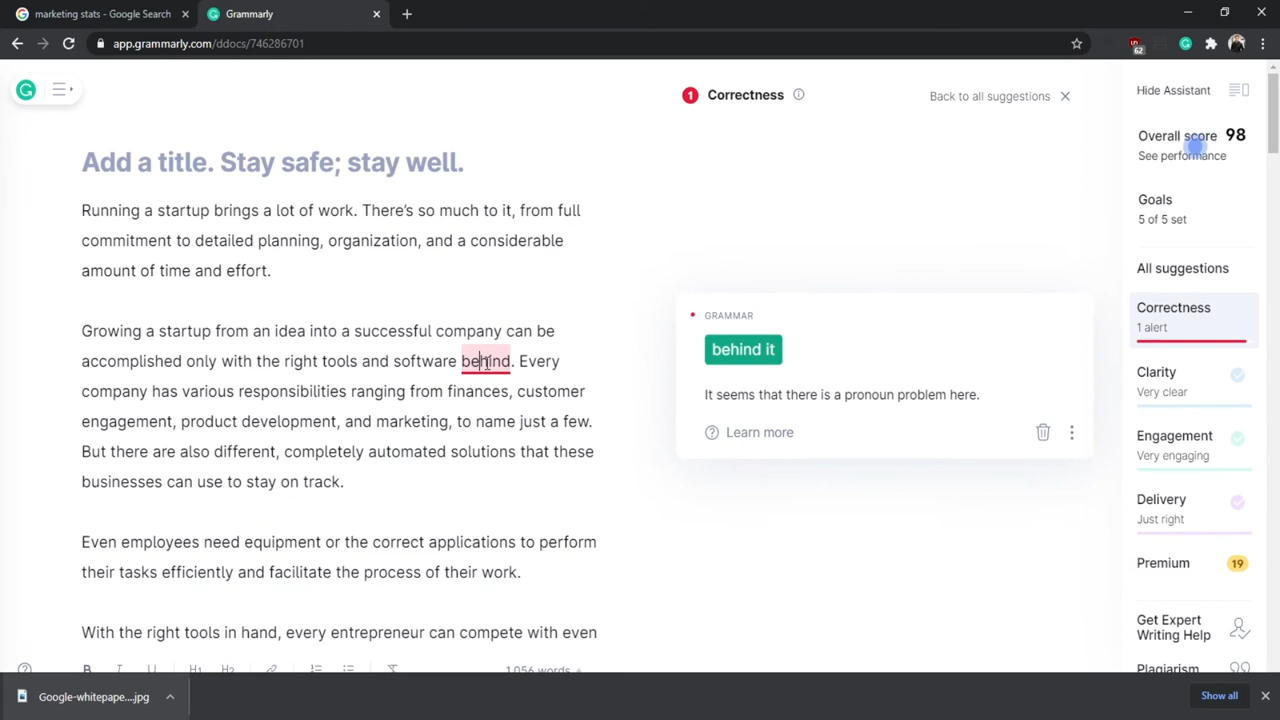 marketing stats - Google Search
Grammarly
app.grammarly.com/ddocs/746286701
62
1 Correctness
Back to all suggestions
Hide Assistant
Overall score 98
See performance
Goals
5 of 5 set
All suggestions
Correctness
1 alert
Clarity
Very clear
Engagement
Very engaging
Delivery
Just right
Premium 19
Get Expert
Writing Help
Plagiarism
Add a title. Stay safe; stay well.
Running a startup brings a lot of work. There's so much to it, from full
commitment to detailed planning, organization, and a considerable
amount of time and effort.
Growing a startup from an idea into a successful company can be
accomplished only with the right tools and software behind. Every
company has various responsibilities ranging from finances, customer
engagement, product development, and marketing, to name just a few.
But there are also different, completely automated solutions that these
businesses can use to stay on track.
Even employees need equipment or the correct applications to perform
their tasks efficiently and facilitate the process of their work.
With the right tools in hand, every entrepreneur can compete with even
GRAMMAR
behind it
It seems that there is a pronoun problem here.
Learn more
B I U H1 H2
1,056 words
Google-whitepape....jpg
Show all